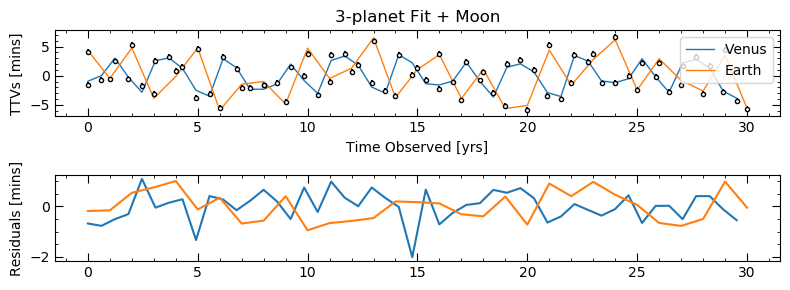 3-planet Fit + Moon
TTVs [mins]
5
0
−5
Venus
Earth
0 5 10 15 20 25 30
Time Observed [yrs]
Residuals [mins]
0
−2
0 5 10 15 20 25 30